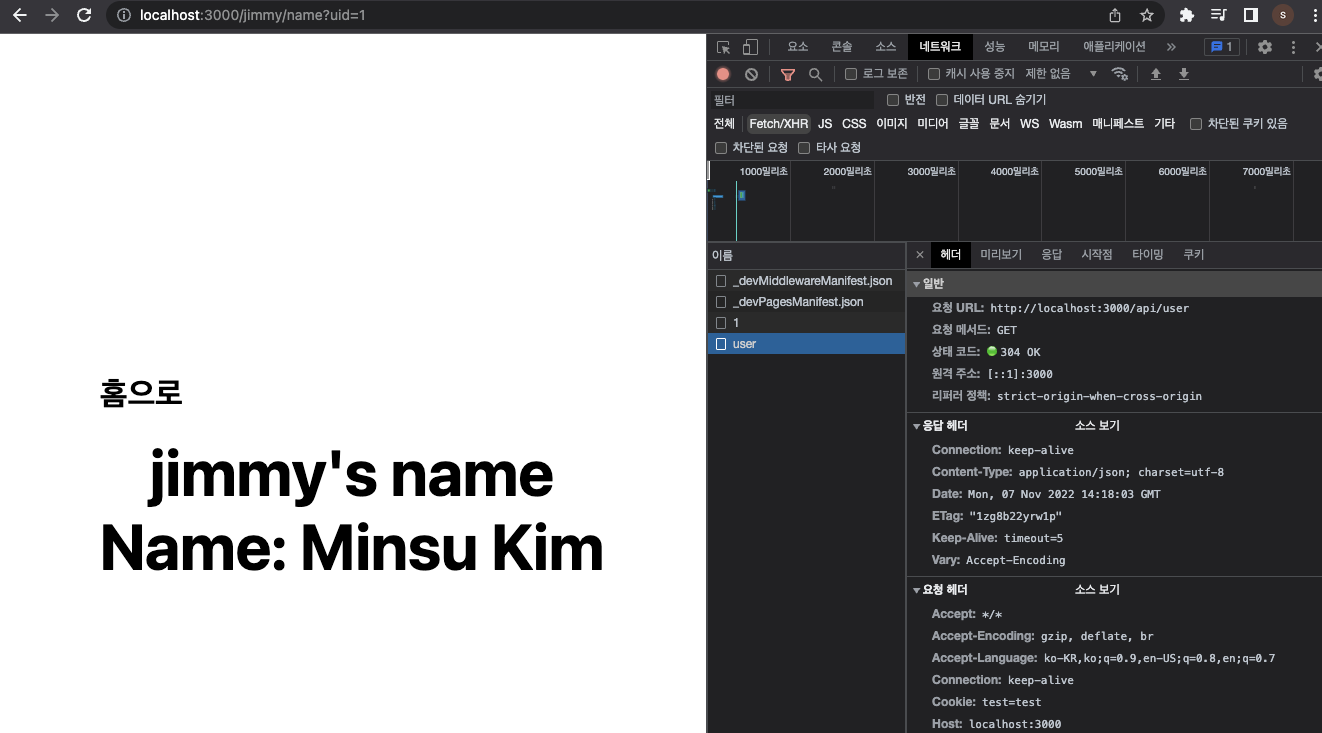 localhost:3000/jimmy/name?uid=1
S
요소 콘솔 소스 네트워크 성능 메모리 애플리케이션 » 1
로그 보존 캐시 사용 중지 제한 없음
필터 반전 데이터 URL 숨기기
전체 Fetch/XHR JS CSS 이미지 미디어 글꼴 문서 WS Wasm 매니페스트 기타 차단된 쿠키 있음
차단된 요청 타사 요청
1000밀리초 2000밀리초 3000밀리초 4000밀리초 5000밀리초 6000밀리초 7000밀리초
이름
_devMiddlewareManifest.json
_devPagesManifest.json
1
user
헤더 미리보기 응답 시작점 타이밍 쿠키
일반
요청 URL: http://localhost:3000/api/user
요청 메서드: GET
상태 코드: 304 OK
원격 주소: [::1]:3000
리퍼러 정책: strict-origin-when-cross-origin
응답 헤더 소스 보기
Connection: keep-alive
Content-Type: application/json; charset=utf-8
Date: Mon, 07 Nov 2022 14:18:03 GMT
ETag: "1zg8b22yrw1p"
Keep-Alive: timeout=5
Vary: Accept-Encoding
요청 헤더 소스 보기
Accept: */*
Accept-Encoding: gzip, deflate, br
Accept-Language: ko-KR,ko;q=0.9,en-US;q=0.8,en;q=0.7
Connection: keep-alive
Cookie: test=test
Host: localhost:3000
홈으로
jimmy's name
Name: Minsu Kim